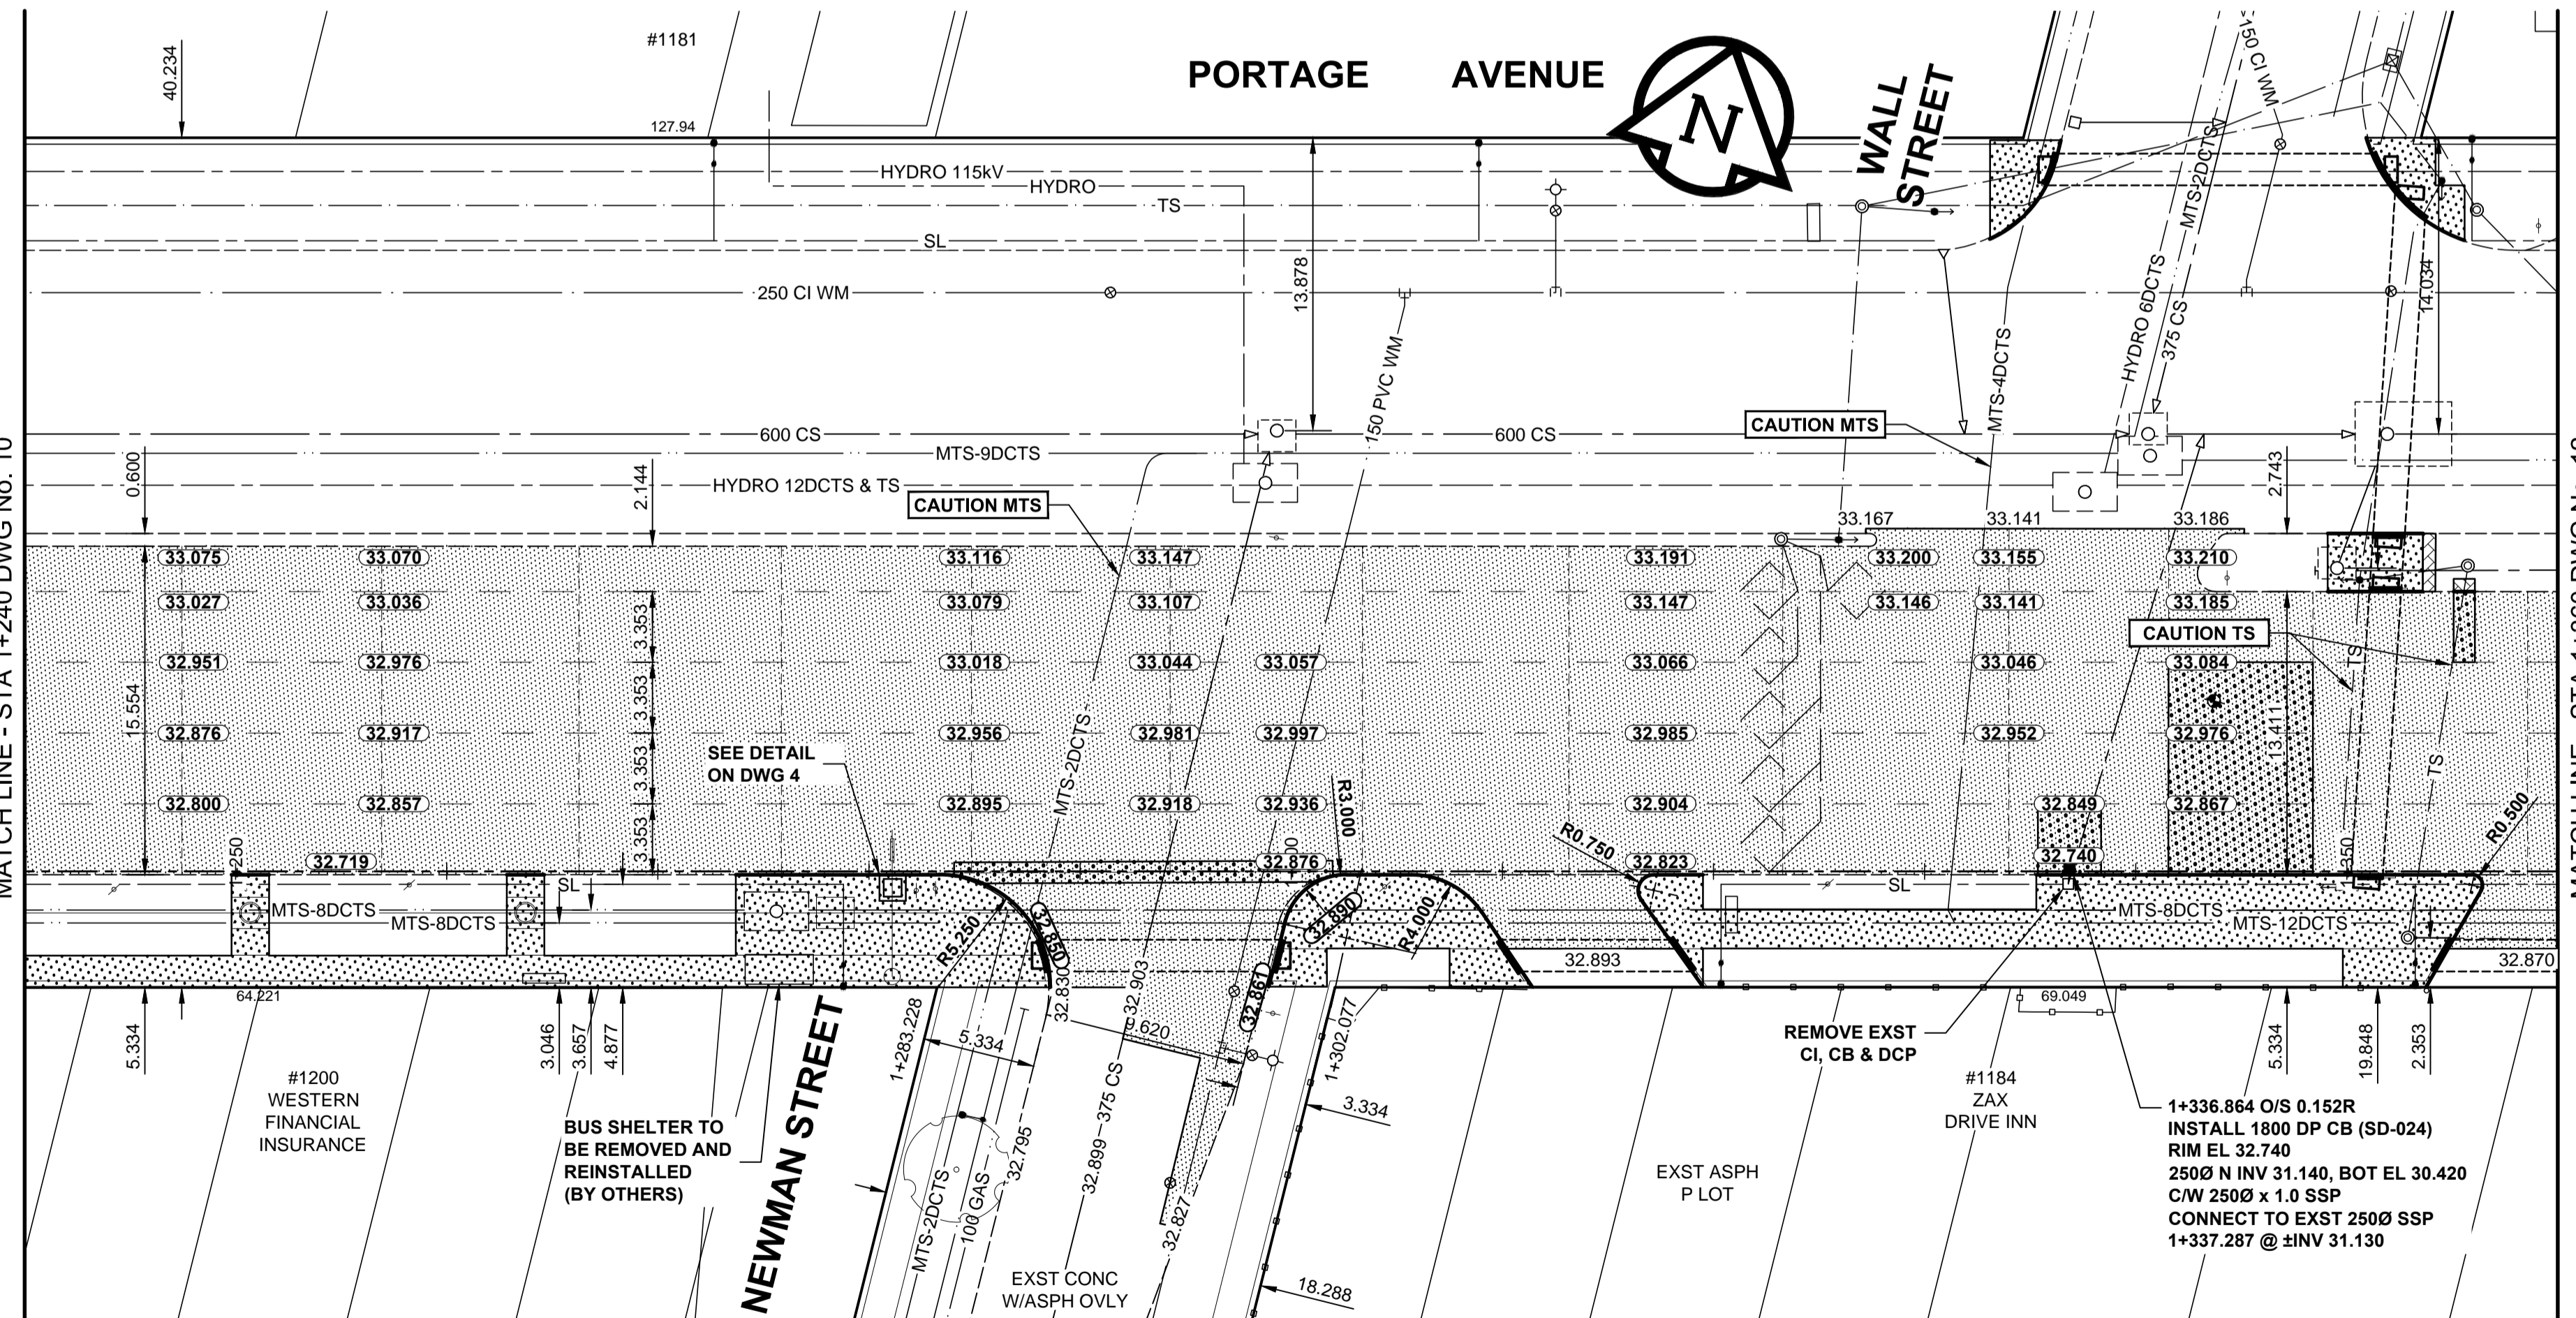 #1181
PORTAGE AVENUE
N
WALL
STREET
150 CI WM
40.234
127.94
HYDRO 115kV
HYDRO
TS
SL
250 CI WM
13.878
14.034
MTS-2DCTS
HYDRO 6DCTS
375 CS
MTS-4DCTS
150 PVC WM
CAUTION MTS
600 CS
600 CS
MTS-9DCTS
HYDRO 12DCTS & TS
CAUTION MTS
0.600
2.144
2.743
33.167
33.141
33.186
33.075
33.070
33.116
33.147
33.191
33.200
33.155
33.210
33.027
33.036
33.079
33.107
33.147
33.146
33.141
33.185
CAUTION TS
32.951
32.976
33.018
33.044
33.057
33.066
33.046
33.084
32.876
32.917
32.956
32.981
32.997
32.985
32.952
32.976
32.800
32.857
32.895
32.918
32.936
32.904
32.849
32.867
32.719
32.876
32.823
32.740
15.554
3.353
3.353
3.353
3.353
13.411
TS
TS
SEE DETAIL
ON DWG 4
MTS-2DCTS
R3.000
R0.750
R0.500
250
SL
SL
MTS-8DCTS
MTS-8DCTS
MTS-8DCTS
MTS-12DCTS
R5.250
32.850
32.830
32.890
R4.000
32.861
32.903
32.893
32.870
64.221
69.049
5.334
3.046
3.657
4.877
1+283.228
5.334
9.620
1+302.077
3.334
5.334
19.848
2.353
#1200
WESTERN
FINANCIAL
INSURANCE
BUS SHELTER TO
BE REMOVED AND
REINSTALLED
(BY OTHERS)
NEWMAN STREET
MTS-2DCTS
100 GAS
32.795
32.899
375 CS
32.827
EXST CONC
W/ASPH OVLY
18.288
REMOVE EXST
CI, CB & DCP
#1184
ZAX
DRIVE INN
EXST ASPH
P LOT
1+336.864 O/S 0.152R
INSTALL 1800 DP CB (SD-024)
RIM EL 32.740
250Ø N INV 31.140, BOT EL 30.420
C/W 250Ø x 1.0 SSP
CONNECT TO EXST 250Ø SSP
1+337.287 @ ±INV 31.130